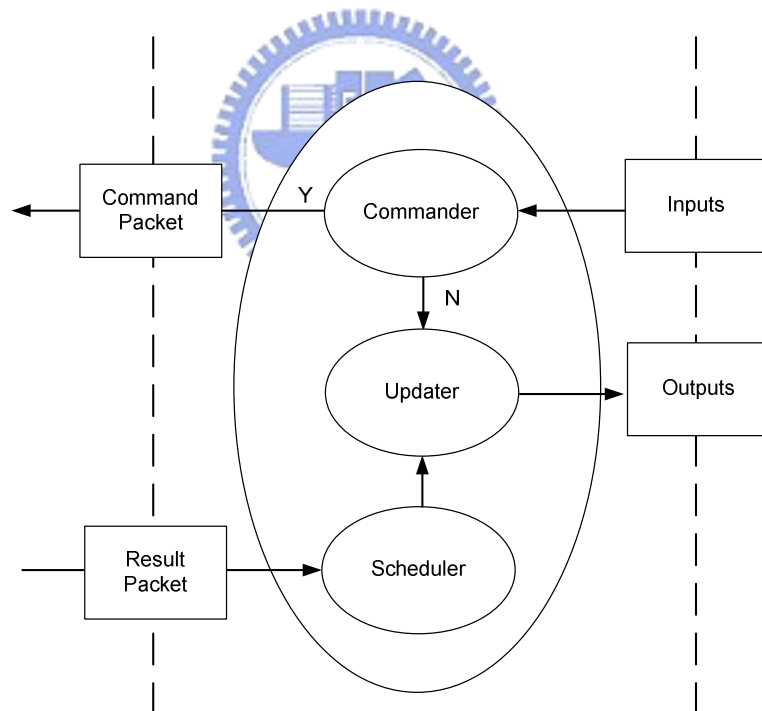 Command
Packet
Y
Commander
Inputs
N
Updater
Outputs
Result
Packet
Scheduler